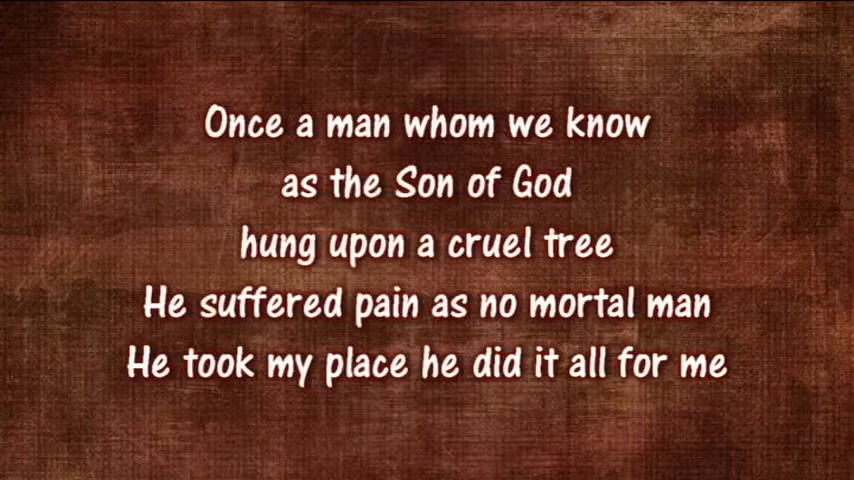 Once a man whom we know
as the Son of God
hung upon a cruel tree
He suffered pain as no mortal man
He took my place he did it all for me